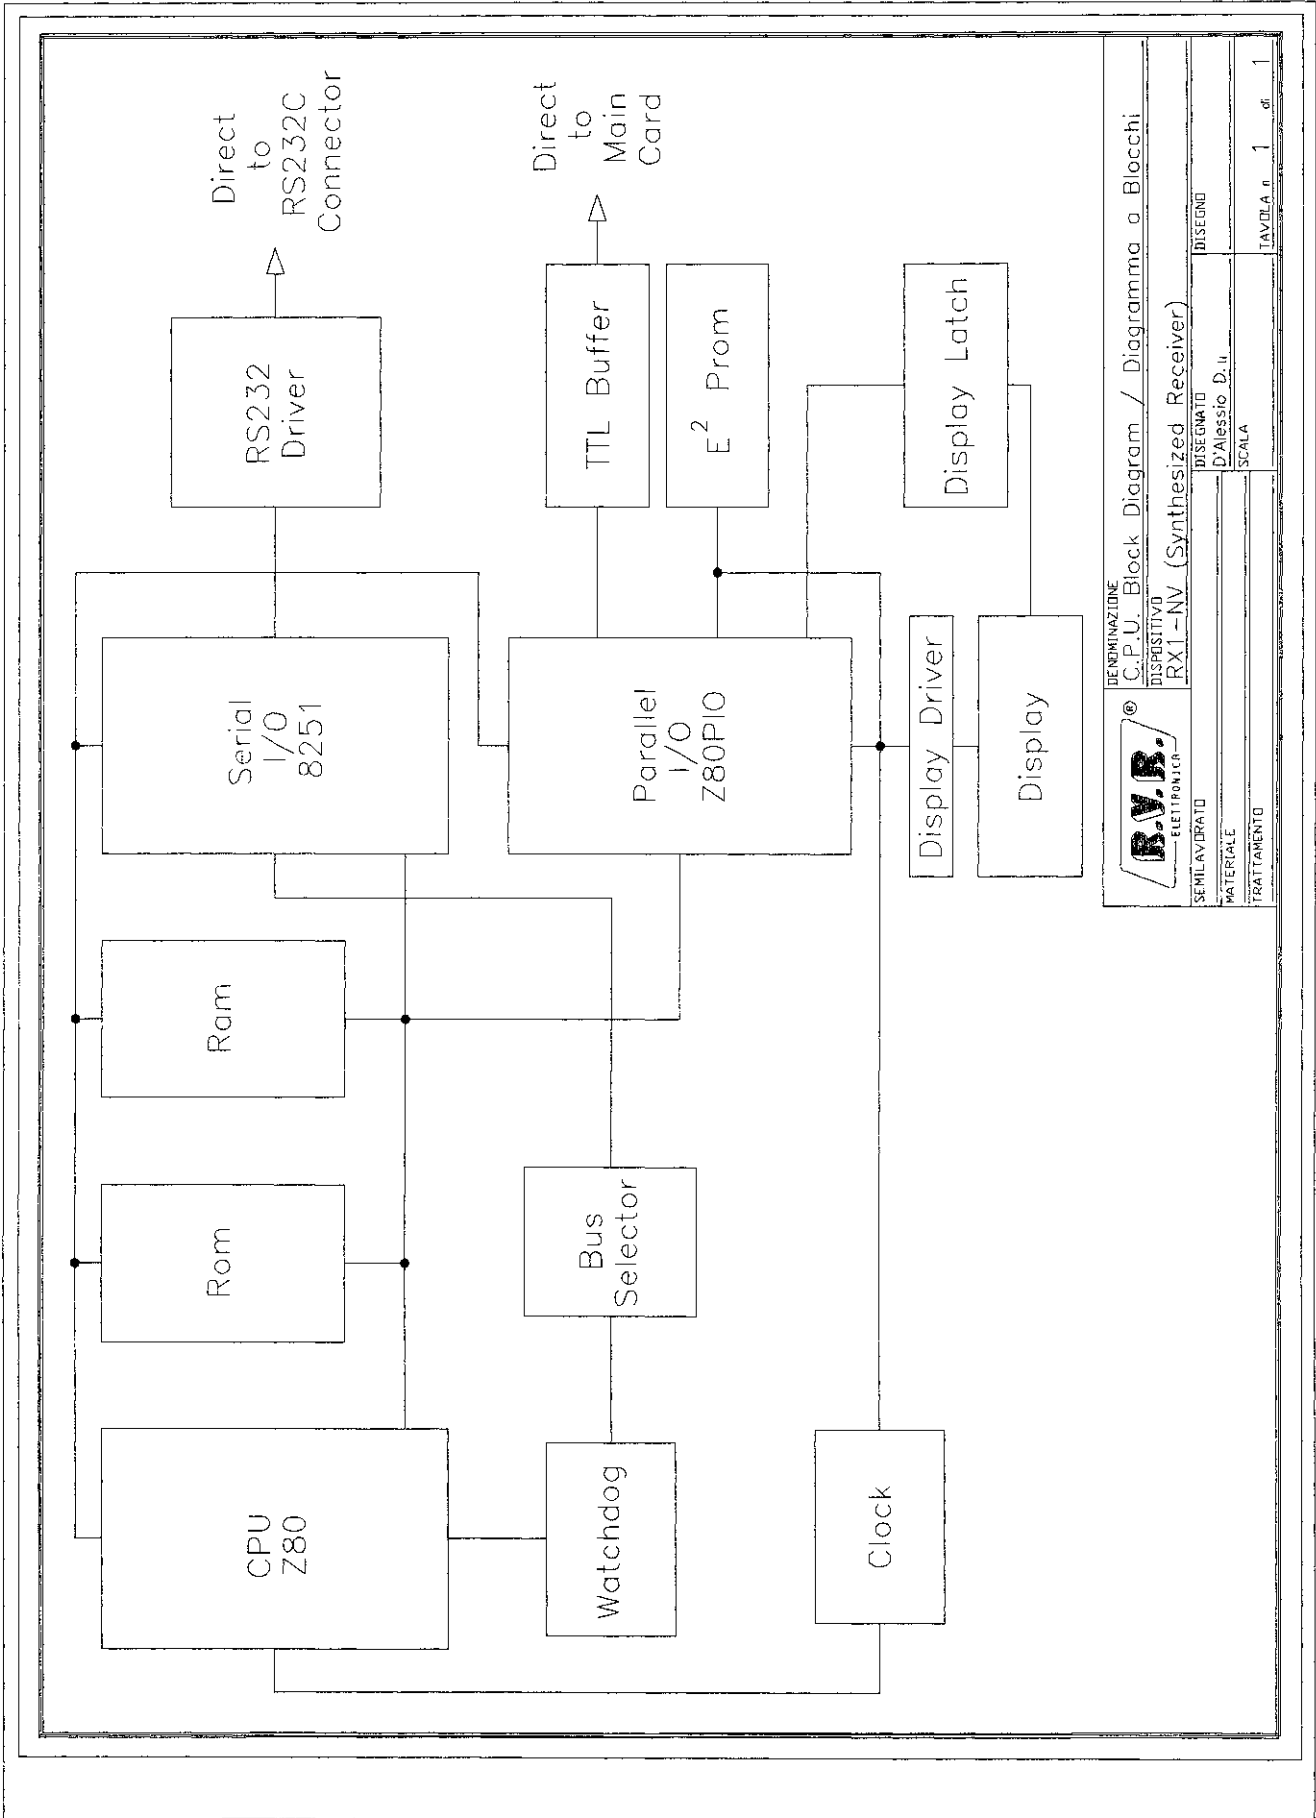 CPU
Z80
Rom
Ram
Serial
I/O
8251
RS232
Driver
Direct
to
RS232C
Connector
Watchdog
Bus
Selector
Parallel
I/O
Z80PIO
TTL Buffer
Direct
to
Main
Card
E² Prom
Clock
Display Driver
Display
Display Latch
R.V.R.®
ELETTRONICA
DENOMINAZIONE
C.P.U. Block Diagram / Diagramma a Blocchi
DISPOSITIVO
RX1-NV (Synthesized Receiver)
SEMILAVORATO
MATERIALE
TRATTAMENTO
DISEGNATO
D'Alessio D.
SCALA
DISEGNO
TAVOLA n 1 di 1